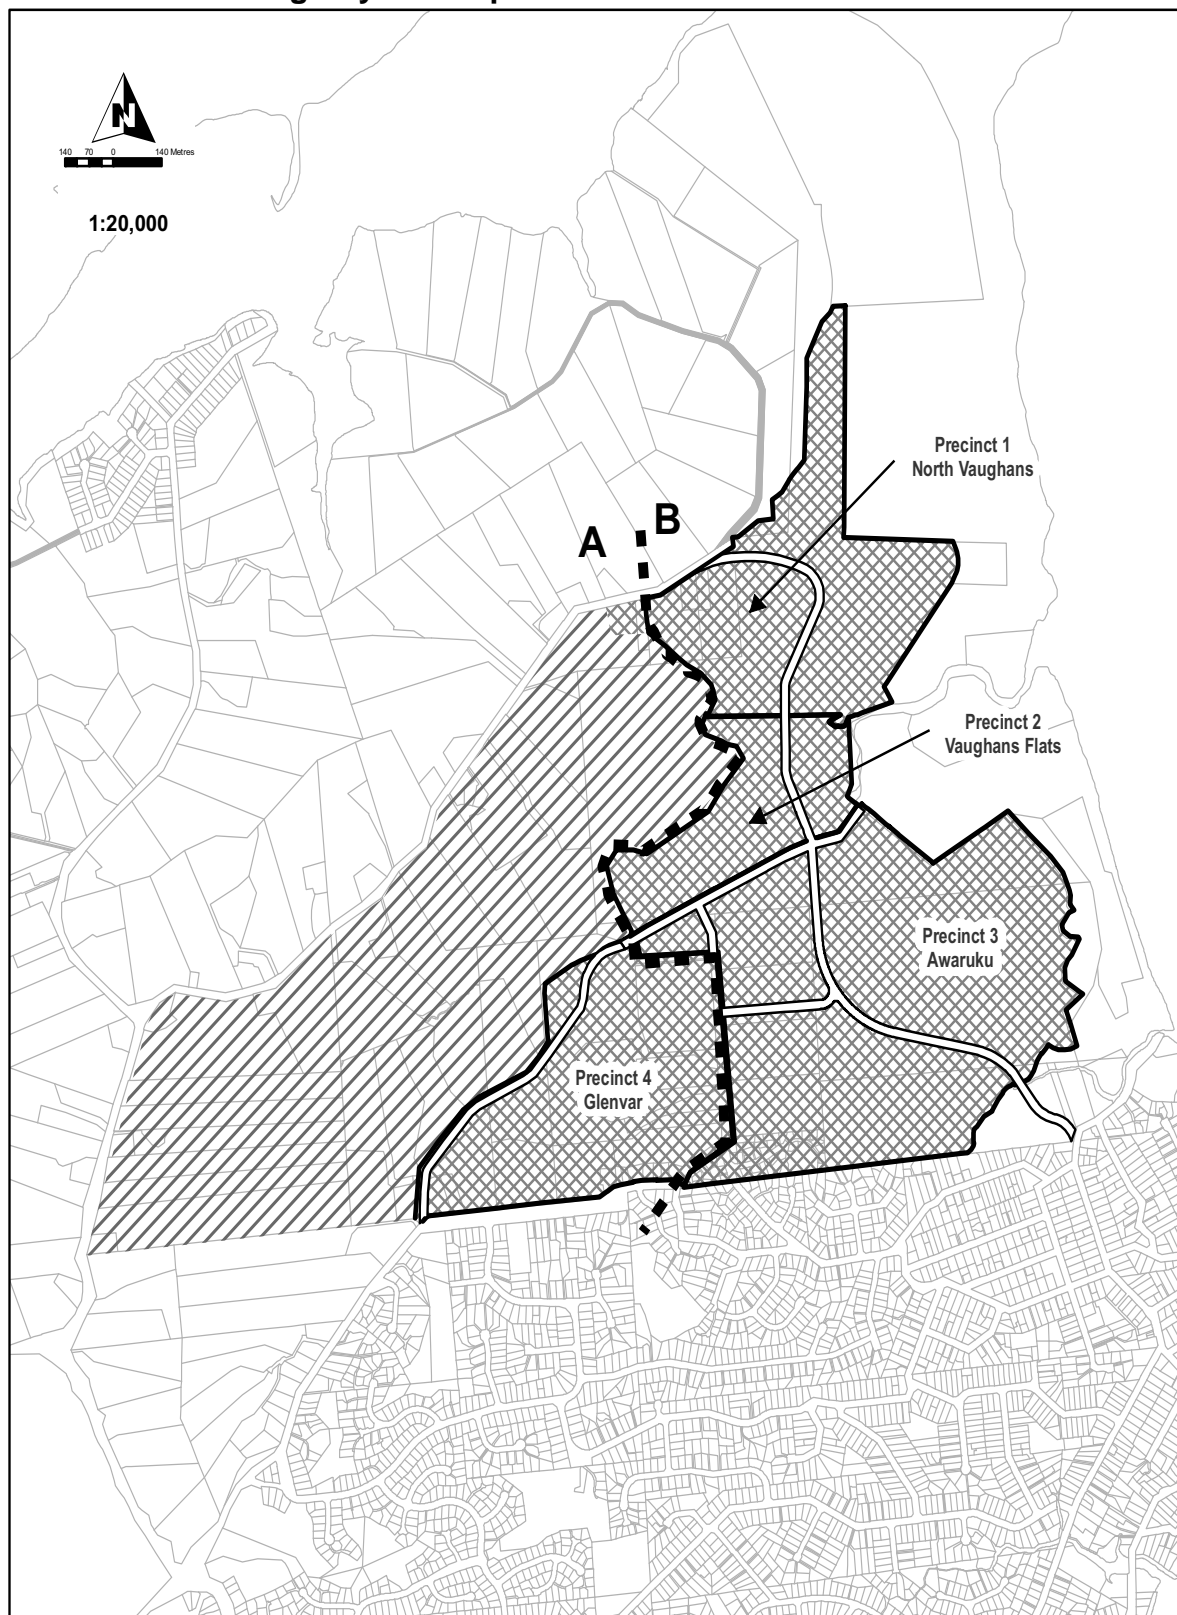 N
140 70 0 140 Metres
1:20,000
Precinct 1
North Vaughans
B
A
Precinct 2
Vaughans Flats
Precinct 3
Awaruku
Precinct 4
Glenvar